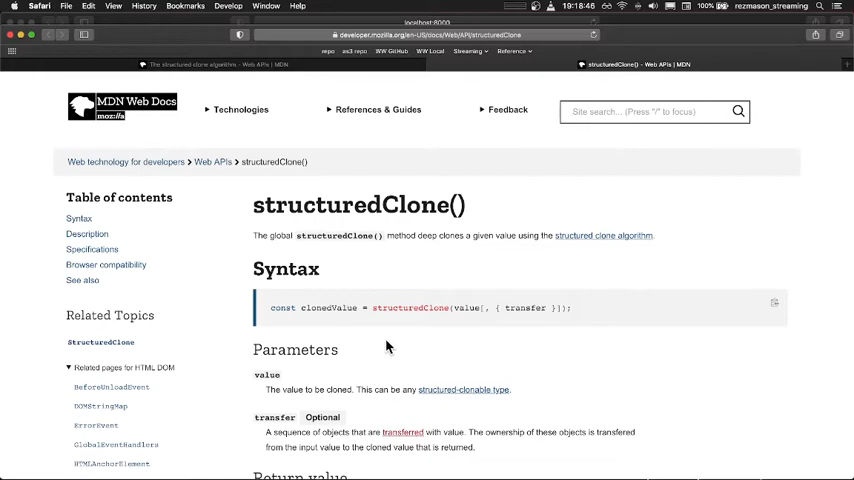 Safari File Edit View History Bookmarks Develop Window Help 100% 19:18:46 rezmason_streaming
localhost:8000
developer.mozilla.org/en-US/docs/Web/API/structuredClone
repo as3 repo WW GitHub WW Local Streaming Reference
The structured clone algorithm - Web APIs | MDN
structuredClone() - Web APIs | MDN
MDN Web Docs
moz://a
Technologies
References & Guides
Feedback
Site search... (Press "/" to focus)
Web technology for developers Web APIs structuredClone()
Table of contents
Syntax
Description
Specifications
Browser compatibility
See also
Related Topics
StructuredClone
Related pages for HTML DOM
BeforeUnloadEvent
DOMStringMap
ErrorEvent
GlobalEventHandlers
HTMLAnchorElement
structuredClone()
The global structuredClone() method deep clones a given value using the structured clone algorithm.
Syntax
const clonedValue = structuredClone(value[, { transfer }]);
Parameters
value
The value to be cloned. This can be any structured-clonable type.
transfer Optional
A sequence of objects that are transferred with value. The ownership of these objects is transfered
from the input value to the cloned value that is returned.
Return value